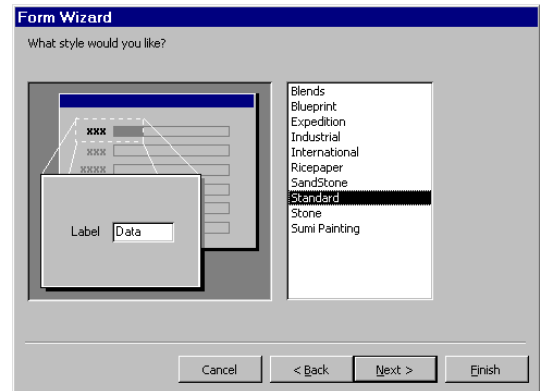 Form Wizard
What style would you like?
xxx
xxx
xxxx
Label Data
Blends
Blueprint
Expedition
Industrial
International
Ricepaper
SandStone
Standard
Stone
Sumi Painting
Cancel < Back Next > Finish